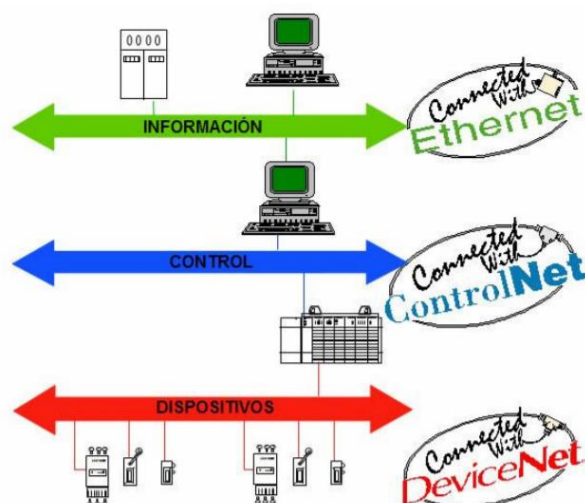 INFORMACIÓN
Connected
With
Ethernet
CONTROL
Connected
With
ControlNet
DISPOSITIVOS
Connected
With
DeviceNet